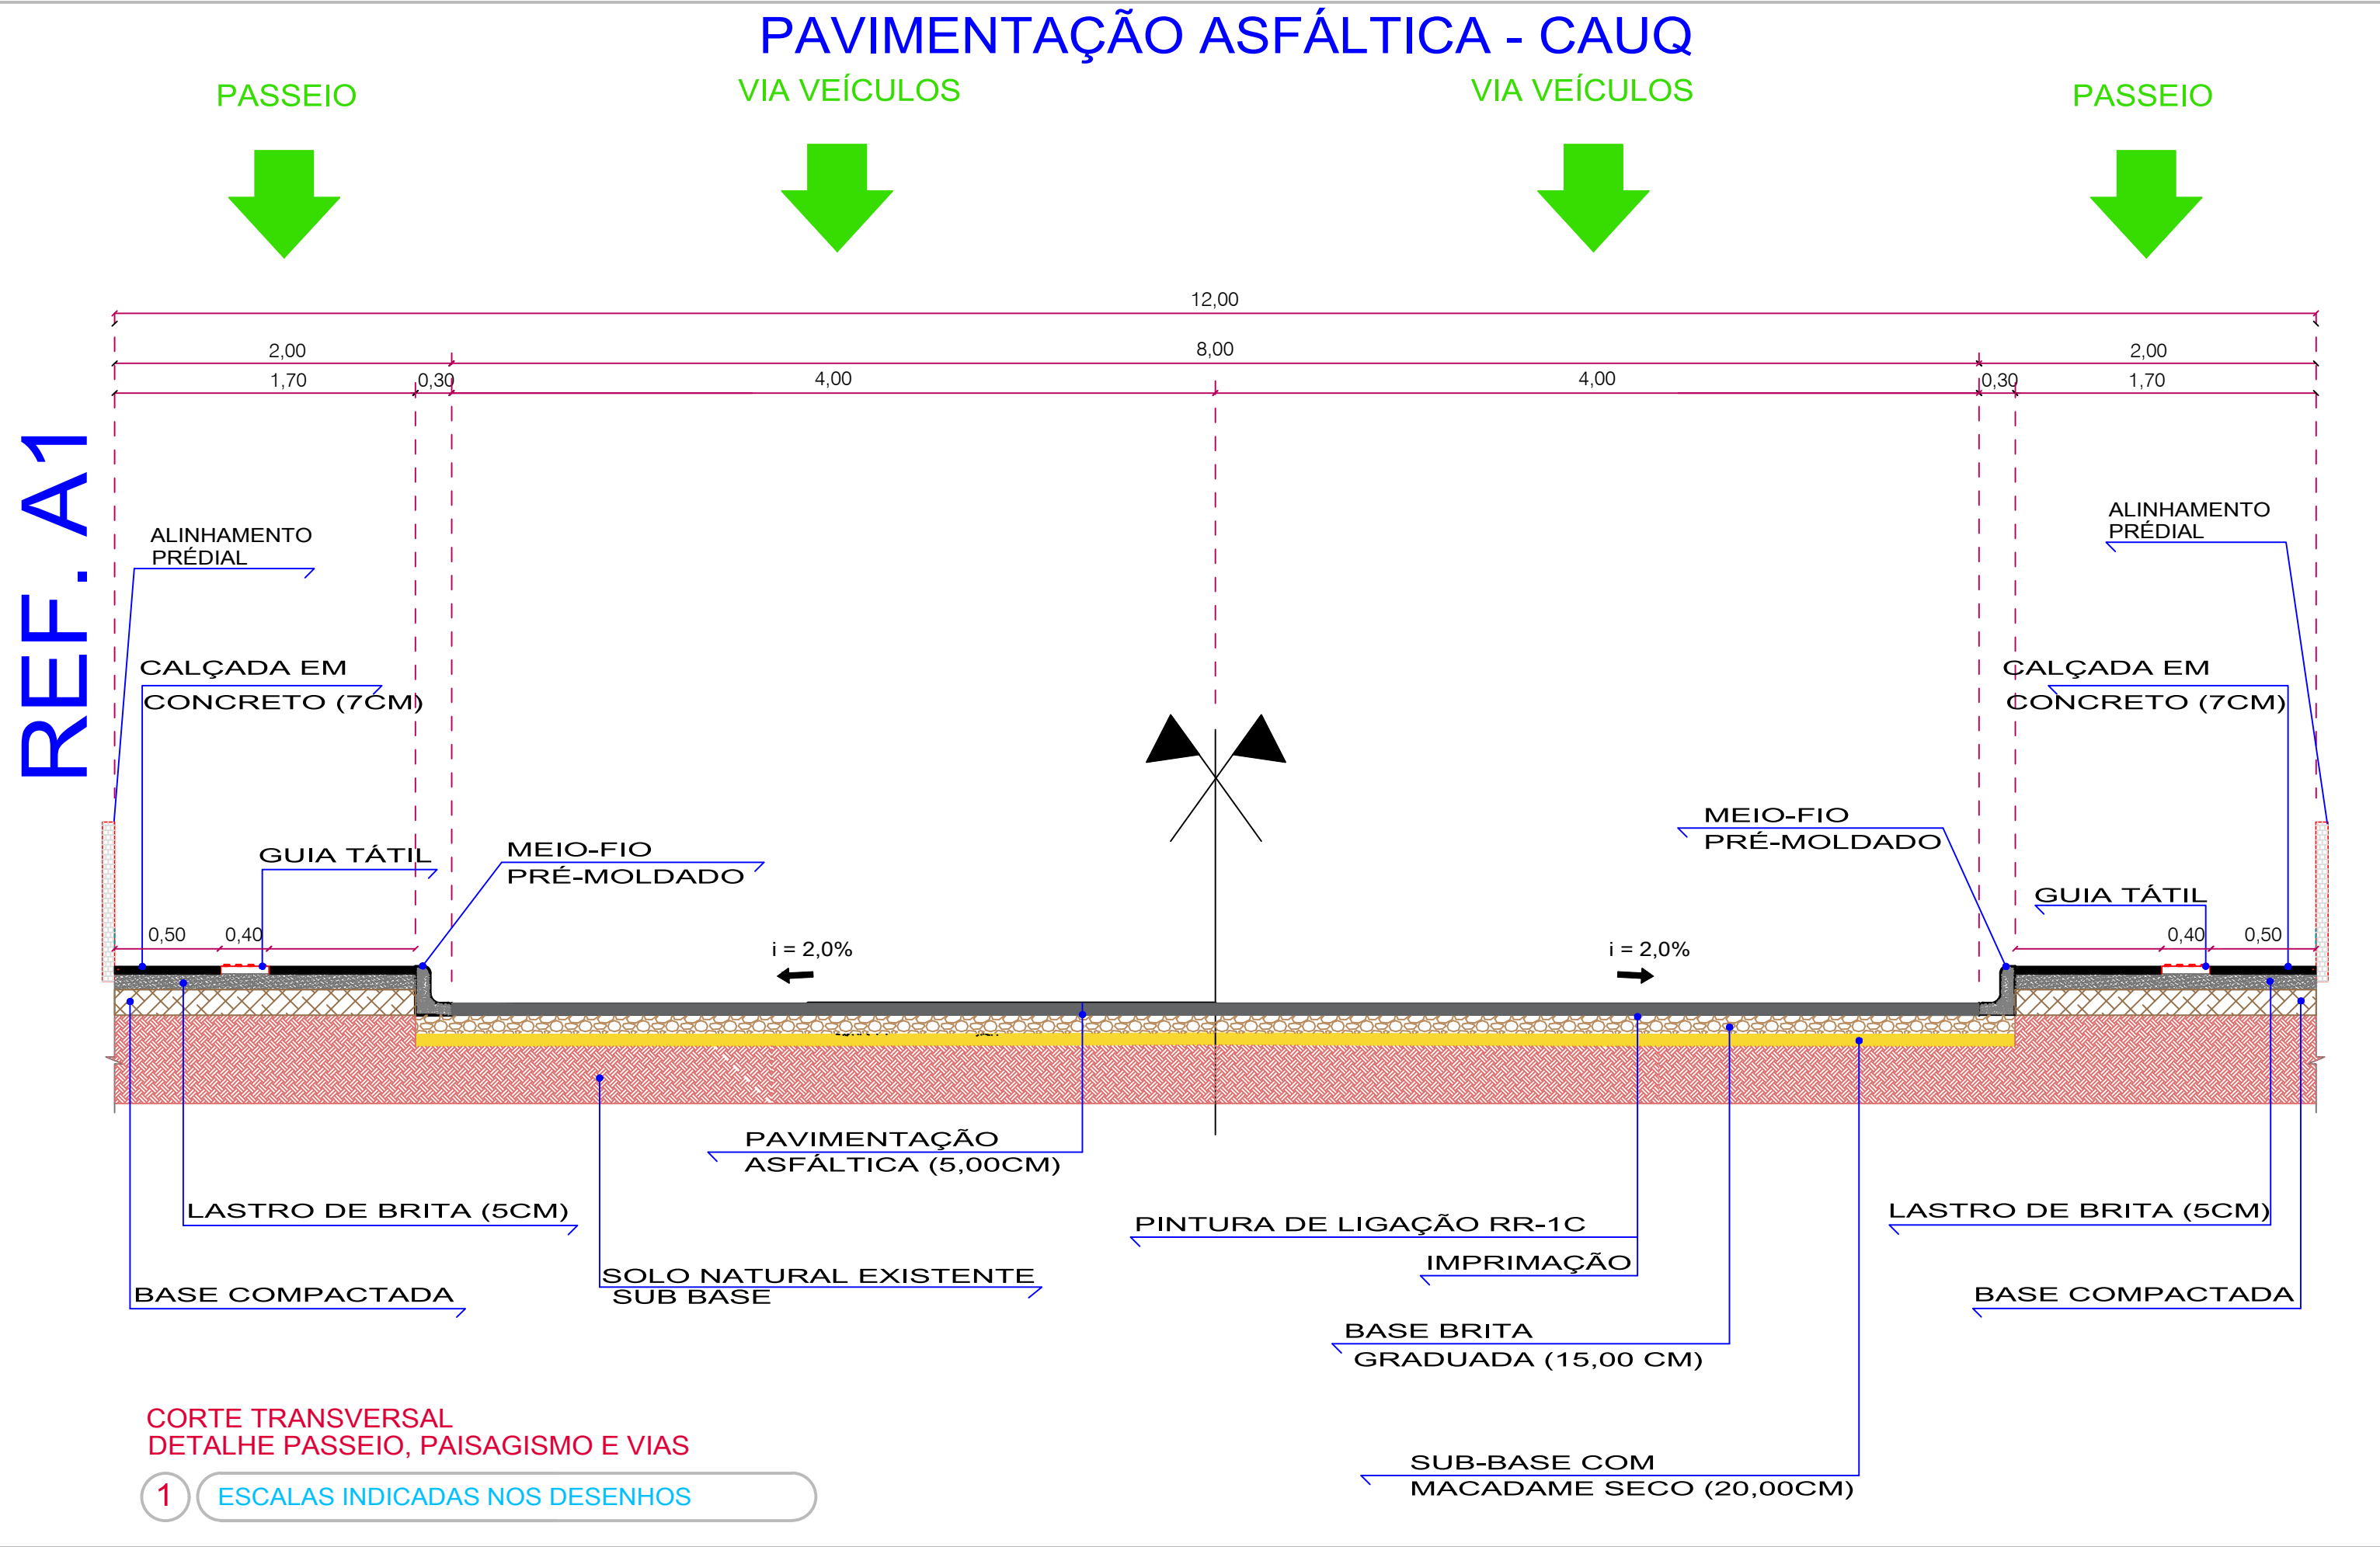 PAVIMENTAÇÃO ASFÁLTICA - CAUQ
PASSEIO
VIA VEÍCULOS
VIA VEÍCULOS
PASSEIO
12,00
2,00
8,00
2,00
1,70
0,30
4,00
4,00
0,30
1,70
REF. A1
ALINHAMENTO
PRÉDIAL
ALINHAMENTO
PRÉDIAL
CALÇADA EM
CONCRETO (7CM)
CALÇADA EM
CONCRETO (7CM)
GUIA TÁTIL
MEIO-FIO
PRÉ-MOLDADO
MEIO-FIO
PRÉ-MOLDADO
GUIA TÁTIL
0,50
0,40
i = 2,0%
i = 2,0%
0,40
0,50
PAVIMENTAÇÃO
ASFÁLTICA (5,00CM)
LASTRO DE BRITA (5CM)
PINTURA DE LIGAÇÃO RR-1C
LASTRO DE BRITA (5CM)
IMPRIMAÇÃO
SOLO NATURAL EXISTENTE
SUB BASE
BASE COMPACTADA
BASE COMPACTADA
BASE BRITA
GRADUADA (15,00 CM)
CORTE TRANSVERSAL
DETALHE PASSEIO, PAISAGISMO E VIAS
SUB-BASE COM
MACADAME SECO (20,00CM)
1
ESCALAS INDICADAS NOS DESENHOS